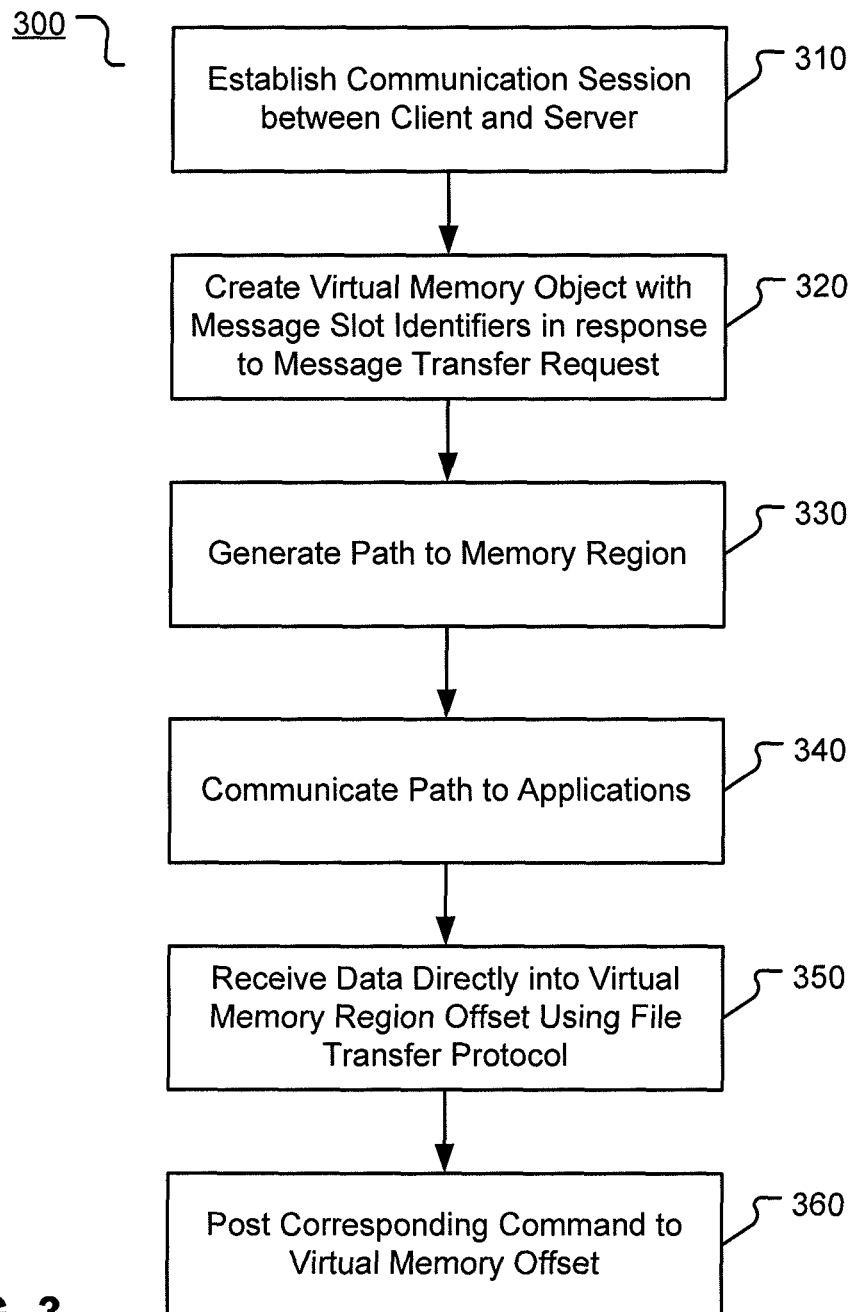 300
310
Establish Communication Session
between Client and Server
320
Create Virtual Memory Object with
Message Slot Identifiers in response
to Message Transfer Request
330
Generate Path to Memory Region
340
Communicate Path to Applications
350
Receive Data Directly into Virtual
Memory Region Offset Using File
Transfer Protocol
360
Post Corresponding Command to
Virtual Memory Offset